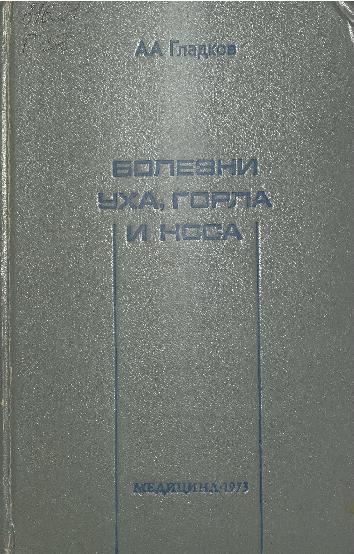 А.А Гладков
БОЛЕЗНИ
УХА, ГОРЛА
И НОСА
МЕДИЦИНА·1973